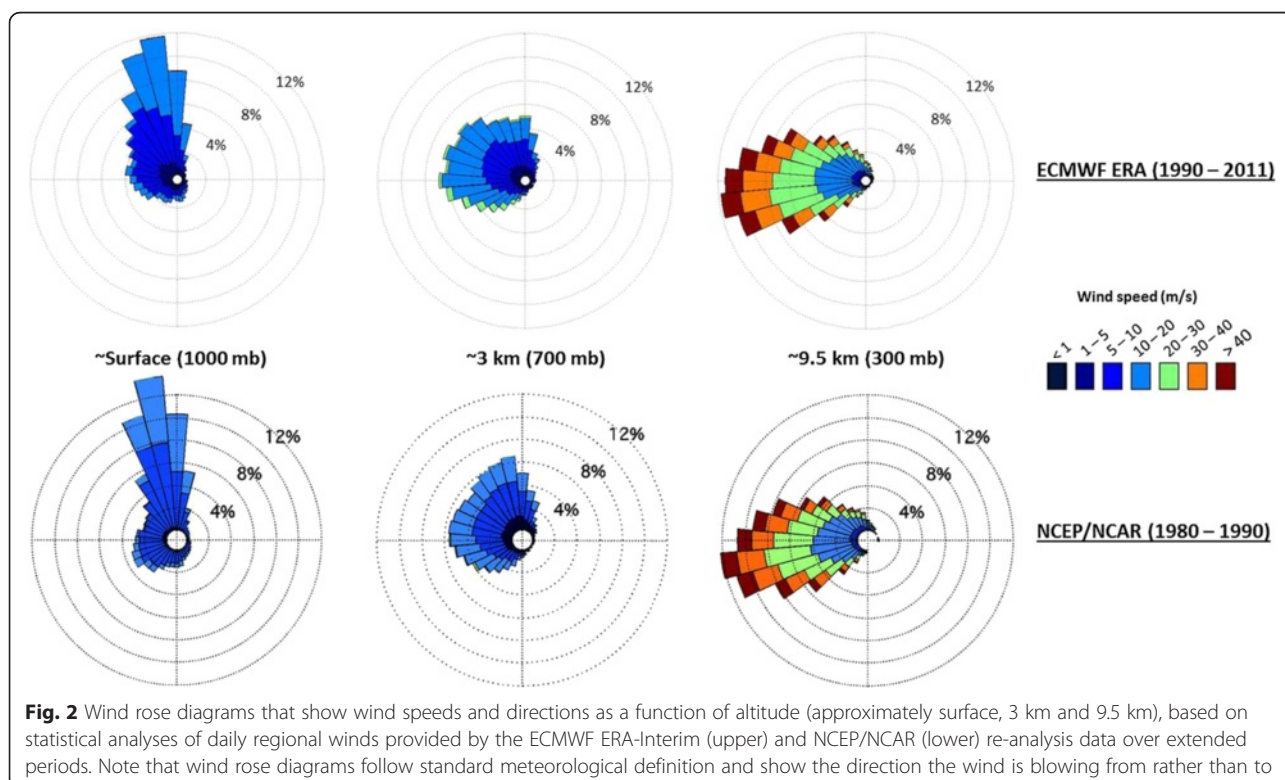 12%
8%
4%
12%
8%
4%
12%
8%
4%
ECMWF ERA (1990 – 2011)
Wind speed (m/s)
< 1
1 – 5
5 – 10
10 – 20
20 – 30
30 – 40
> 40
~Surface (1000 mb)
~3 km (700 mb)
~9.5 km (300 mb)
12%
8%
4%
12%
8%
4%
12%
8%
4%
NCEP/NCAR (1980 – 1990)
Fig. 2 Wind rose diagrams that show wind speeds and directions as a function of altitude (approximately surface, 3 km and 9.5 km), based on
statistical analyses of daily regional winds provided by the ECMWF ERA-Interim (upper) and NCEP/NCAR (lower) re-analysis data over extended
periods. Note that wind rose diagrams follow standard meteorological definition and show the direction the wind is blowing from rather than to